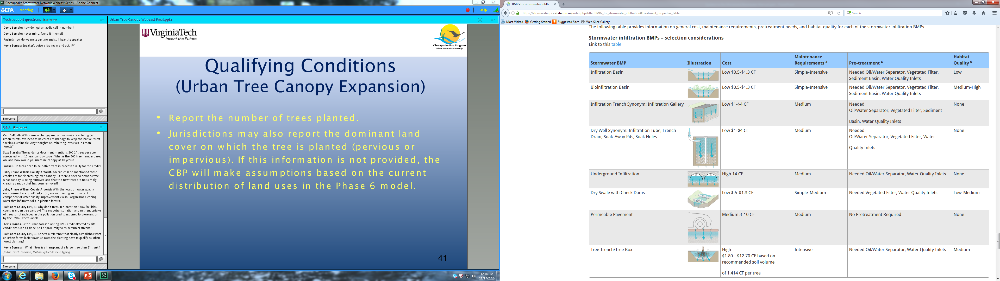 Chesapeake Stormwater Network Webcast Series - Adobe Connect
EPA Meeting Help
Tech support questions (Everyone)
David Sample: how do i get an audio call in number?
David Sample: never mind, found it in email
Rachel: how do we mute our line and still hear the speaker
Kevin Byrnes: Speaker's voice is fading in and out...FYI
Everyone
Q&A (Everyone)
Carl DuPoldt: With climate change, many invaxives are entering our
urban forests. We need to be careful to manage to keep the native forest
species sustainable. Any thoughts on miniizing invasives in urban
forests?
Suzy Stasulis: The guidance document mentions 300 1" trees per acre
associated with 10 year canopy cover. What is the 300 tree number based
on, and how would you measure canopy at 10 years?
Rachel: Do trees need to be native trees in order to qualify for the credit?
Julie, Prince William County Arborist: An earlier slide mentioned these
credits are for "increasing" tree canopy. Is there a need to demonstrate
what canopy is being removed and that the new trees are not simply
creating canopy that has been removed?
Julie, Prince William County Arborist: With the focus on water quality
improvement via runoff reduction, are we missing an important
component of water quality improvement via soil organisms cleaning
water that infiltrates soils in planted forests?
Baltimore County EPS, 3: Why don't trees in biorention SWM facilities
count as urban tree canopy? The evapotranspiration and nutrient uptake
of trees is not included in the pollution credits assigned to bioretention
by the SWM Expert Panels.
Kevin Byrnes: Is the urban forest planting BMP credit affected by site
conditions such as slope, soil or proximity to th perennial stream?
Baltimore County EPS, 3: Is there a reference that clearly establishes what
an urban forest buffer BMP is? Does the planting have to qualify as urban
forest planting?
Kevin Byrnes: What if tree is a transplant of a larger tree than 1" trunk?
JoAnn Trach Tongson, Mahan Rykiel Assoc is typing...
Everyone
Urban Tree Canopy Webcast Final.pptx
VirginiaTech
Invent the Future
Chesapeake Bay Program
Science. Restoration. Partnership.
Qualifying Conditions
(Urban Tree Canopy Expansion)
• Report the number of trees planted.
• Jurisdictions may also report the dominant land
cover on which the tree is planted (pervious or
impervious). If this information is not provided, the
CBP will make assumptions based on the current
distribution of land uses in the Phase 6 model.
41
12:14 PM
11/17/2016
BMPs for stormwater infiltr...
https://stormwater.pca.state.mn.us/index.php?title=BMPs_for_stormwater_infiltration#Treatment_properties_table
Search
Most Visited Getting Started Suggested Sites Web Slice Gallery
The following table provides information on general cost, maintenance requirements, pretreatment needs, and habitat quality for each of the stormwater infiltration BMPs.
Stormwater infiltration BMPs – selection considerations
Link to this table
Stormwater BMP Illustration Cost Maintenance Requirements 3 Pre-treatment 4 Habitat Quality 5
Infiltration Basin Low $0.5-$1.3 CF Simple-Intensive Needed Oil/Water Separator, Vegetated Filter, Low
Sediment Basin, Water Quality Inlets
Bioinfiltration Basin Low $0.5-$1.3 CF Simple-Intensive Needed Oil/Water Separator, Vegetated Filter, Medium-High
Sediment Basin, Water Quality Inlets
Infiltration Trench Synonym: Infiltration Gallery Low $1-$4 CF Medium Needed None
Oil/Water Separator, Vegetated Filter, Sediment
Basin, Water Quality Inlets
Dry Well Synonym: Infiltration Tube, French Low $1-$4 CF Medium Needed None
Drain, Soak-Away Pits, Soak Holes Oil/Water Separator, Vegetated Filter, Water
Quality Inlets
Underground Infiltration High 14 CF Medium Needed Oil/Water Separator, Water Quality Inlets None
Dry Swale with Check Dams Low $.5-$1.3 CF Simple-Medium Needed Vegetated Filter, Water Quality Inlets Low-Medium
Permeable Pavement Medium 3-10 CF Medium No Pretreatment Required None
Tree Trench/Tree Box High Intensive Needed Oil/Water Separator, Water Quality Inlets Medium
$1.80 - $12.70 CF based on
recommended soil volume
of 1,414 CF per tree